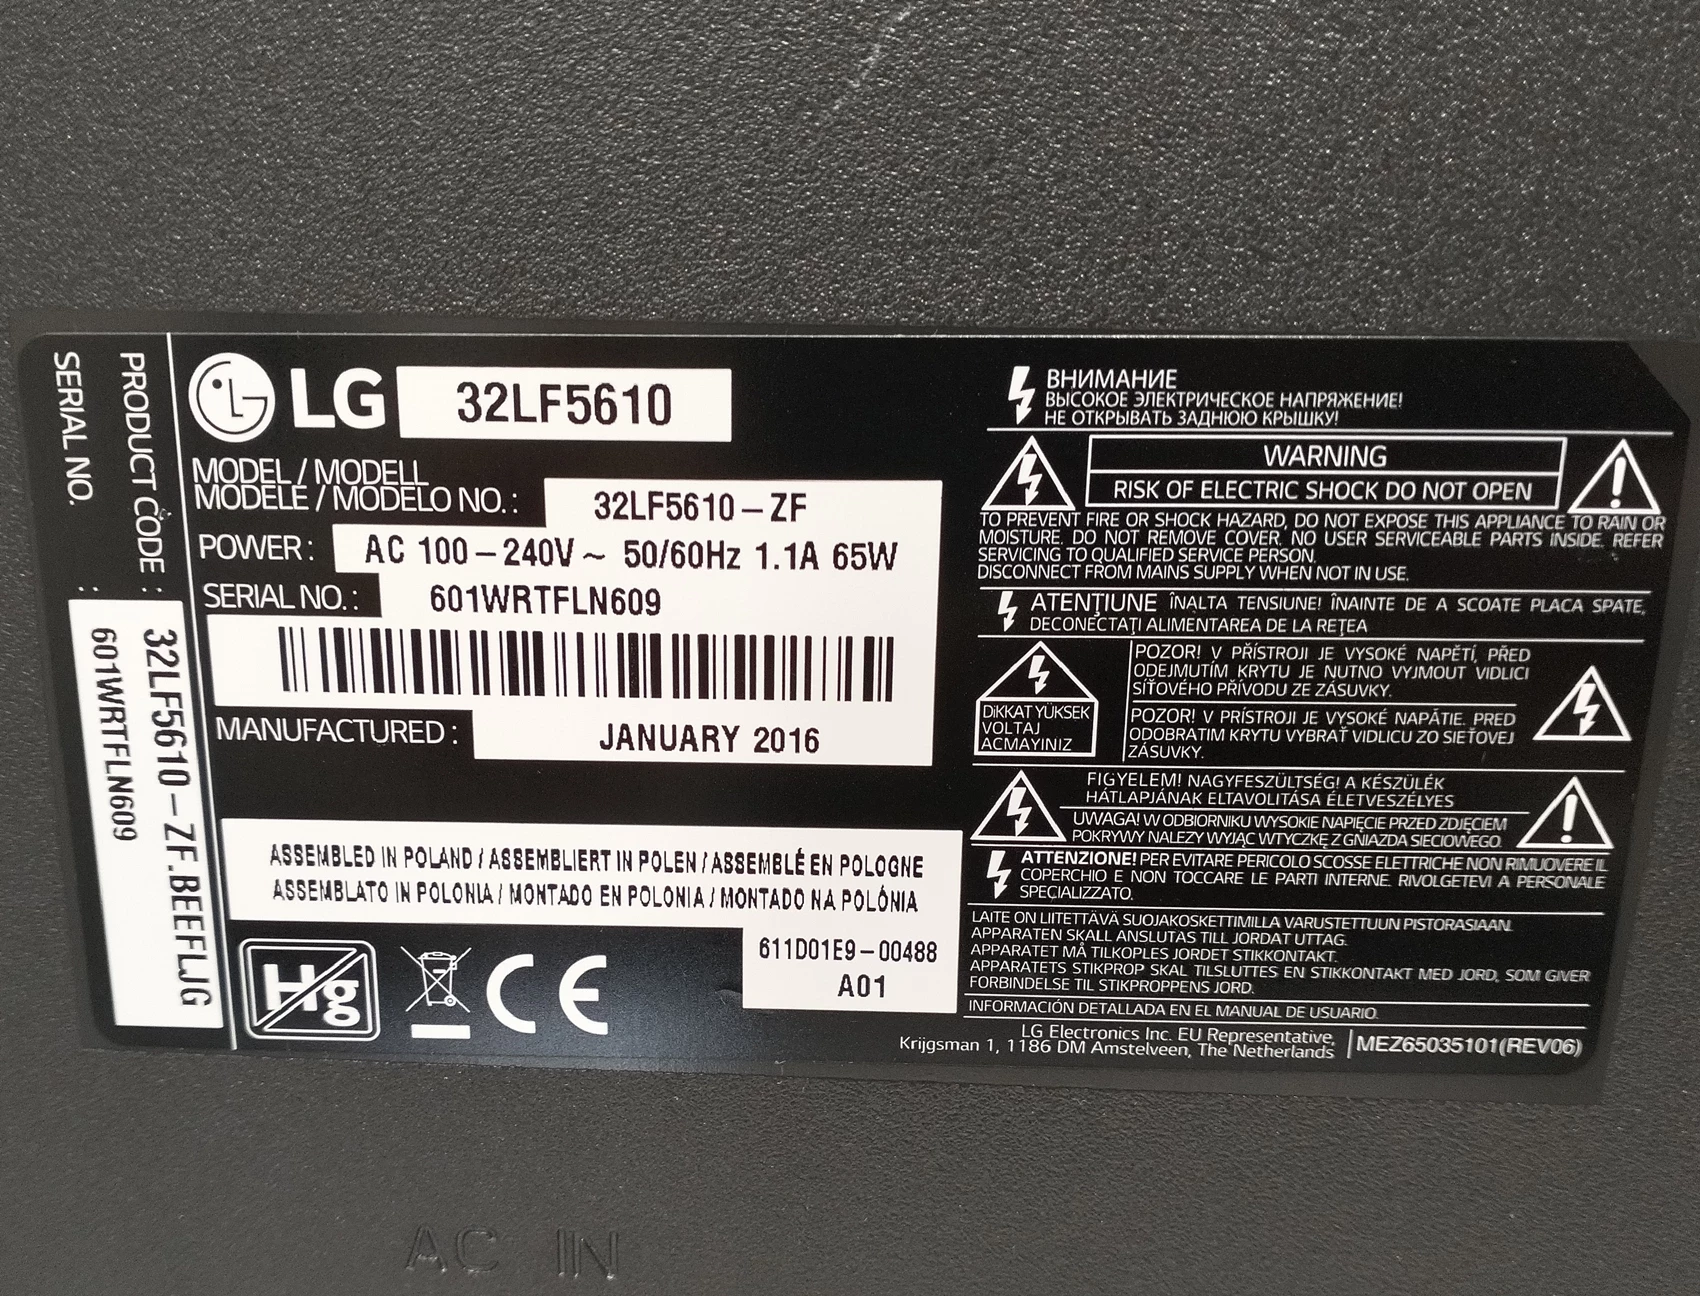 SERIAL NO. : 601WRTFLN609
PRODUCT CODE : 32LF5610-ZF.BEEFLJG
LG 32LF5610
MODEL / MODELL
MODÈLE / MODELO NO. : 32LF5610-ZF
POWER : AC 100-240V~ 50/60Hz 1.1A 65W
SERIAL NO. : 601WRTFLN609
MANUFACTURED : JANUARY 2016
ASSEMBLED IN POLAND / ASSEMBLIERT IN POLEN / ASSEMBLÉ EN POLOGNE
ASSEMBLATO IN POLONIA / MONTADO EN POLONIA / MONTADO NA POLÓNIA
Hg
CE
611D01E9-00488
A01
ВНИМАНИЕ
ВЫСОКОЕ ЭЛЕКТРИЧЕСКОЕ НАПРЯЖЕНИЕ!
НЕ ОТКРЫВАТЬ ЗАДНЮЮ КРЫШКУ!
WARNING
RISK OF ELECTRIC SHOCK DO NOT OPEN
TO PREVENT FIRE OR SHOCK HAZARD, DO NOT EXPOSE THIS APPLIANCE TO RAIN OR
MOISTURE. DO NOT REMOVE COVER. NO USER SERVICEABLE PARTS INSIDE. REFER
SERVICING TO QUALIFIED SERVICE PERSON.
DISCONNECT FROM MAINS SUPPLY WHEN NOT IN USE.
ATENŢIUNE ÎNALTA TENSIUNE! ÎNAINTE DE A SCOATE PLACA SPATE,
DECONECTAŢI ALIMENTAREA DE LA REŢEA
DİKKAT YÜKSEK
VOLTAJ
ACMAYINIZ
POZOR! V PŘÍSTROJI JE VYSOKÉ NAPĚTÍ, PŘED
ODEJMUTÍM KRYTU JE NUTNO VYJMOUT VIDLICI
SÍŤOVÉHO PŘÍVODU ZE ZÁSUVKY.
POZOR! V PRÍSTROJI JE VYSOKÉ NAPÄTIE. PRED
ODOBRATIM KRYTU VYBRAŤ VIDLICU ZO SIEŤOVEJ
ZÁSUVKY.
FIGYELEM! NAGYFESZÜLTSÉG! A KÉSZÜLÉK
HÁTLAPJÁNAK ELTAVOLITÁSA ÉLETVESZÉLYES
UWAGA! W ODBIORNIKU WYSOKIE NAPIĘCIE PRZED ZDJĘCIEM
POKRYWY NALEZY WYJĄC WTYCZKĘ Z GNIAZDA SIECIOWEGO.
ATTENZIONE! PER EVITARE PERICOLO SCOSSE ELETTRICHE NON RIMUOVERE IL
COPERCHIO E NON TOCCARE LE PARTI INTERNE. RIVOLGETEVI A PERSONALE
SPECIALIZZATO.
LAITE ON LIITETTÄVÄ SUOJAKOSKETTIMILLA VARUSTETTUUN PISTORASIAAN.
APPARATEN SKALL ANSLUTAS TILL JORDAT UTTAG.
APPARATET MÅ TILKOPLES JORDET STIKKONTAKT.
APPARATETS STIKPROP SKAL TILSLUTTES EN STIKKONTAKT MED JORD, SOM GIVER
FORBINDELSE TIL STIKPROPPENS JORD.
INFORMACIÓN DETALLADA EN EL MANUAL DE USUARIO.
LG Electronics Inc. EU Representative,
Krijgsman 1, 1186 DM Amstelveen, The Netherlands
MEZ65035101(REV06)
AC IN